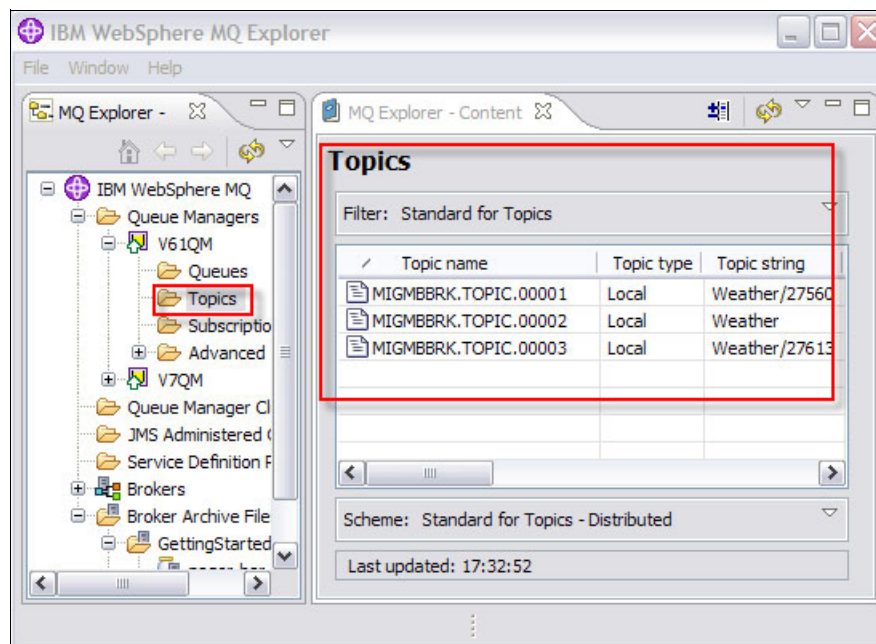 IBM WebSphere MQ Explorer
File Window Help
MQ Explorer -
IBM WebSphere MQ
Queue Managers
V61QM
Queues
Topics
Subscriptio
Advanced
V7QM
Queue Manager Cl
JMS Administered
Service Definition
Brokers
Broker Archive File
GettingStarted
MQ Explorer - Content
Topics
Filter: Standard for Topics
Topic name Topic type Topic string
MIGMBBRK.TOPIC.00001 Local Weather/27560
MIGMBBRK.TOPIC.00002 Local Weather
MIGMBBRK.TOPIC.00003 Local Weather/27613
Scheme: Standard for Topics - Distributed
Last updated: 17:32:52